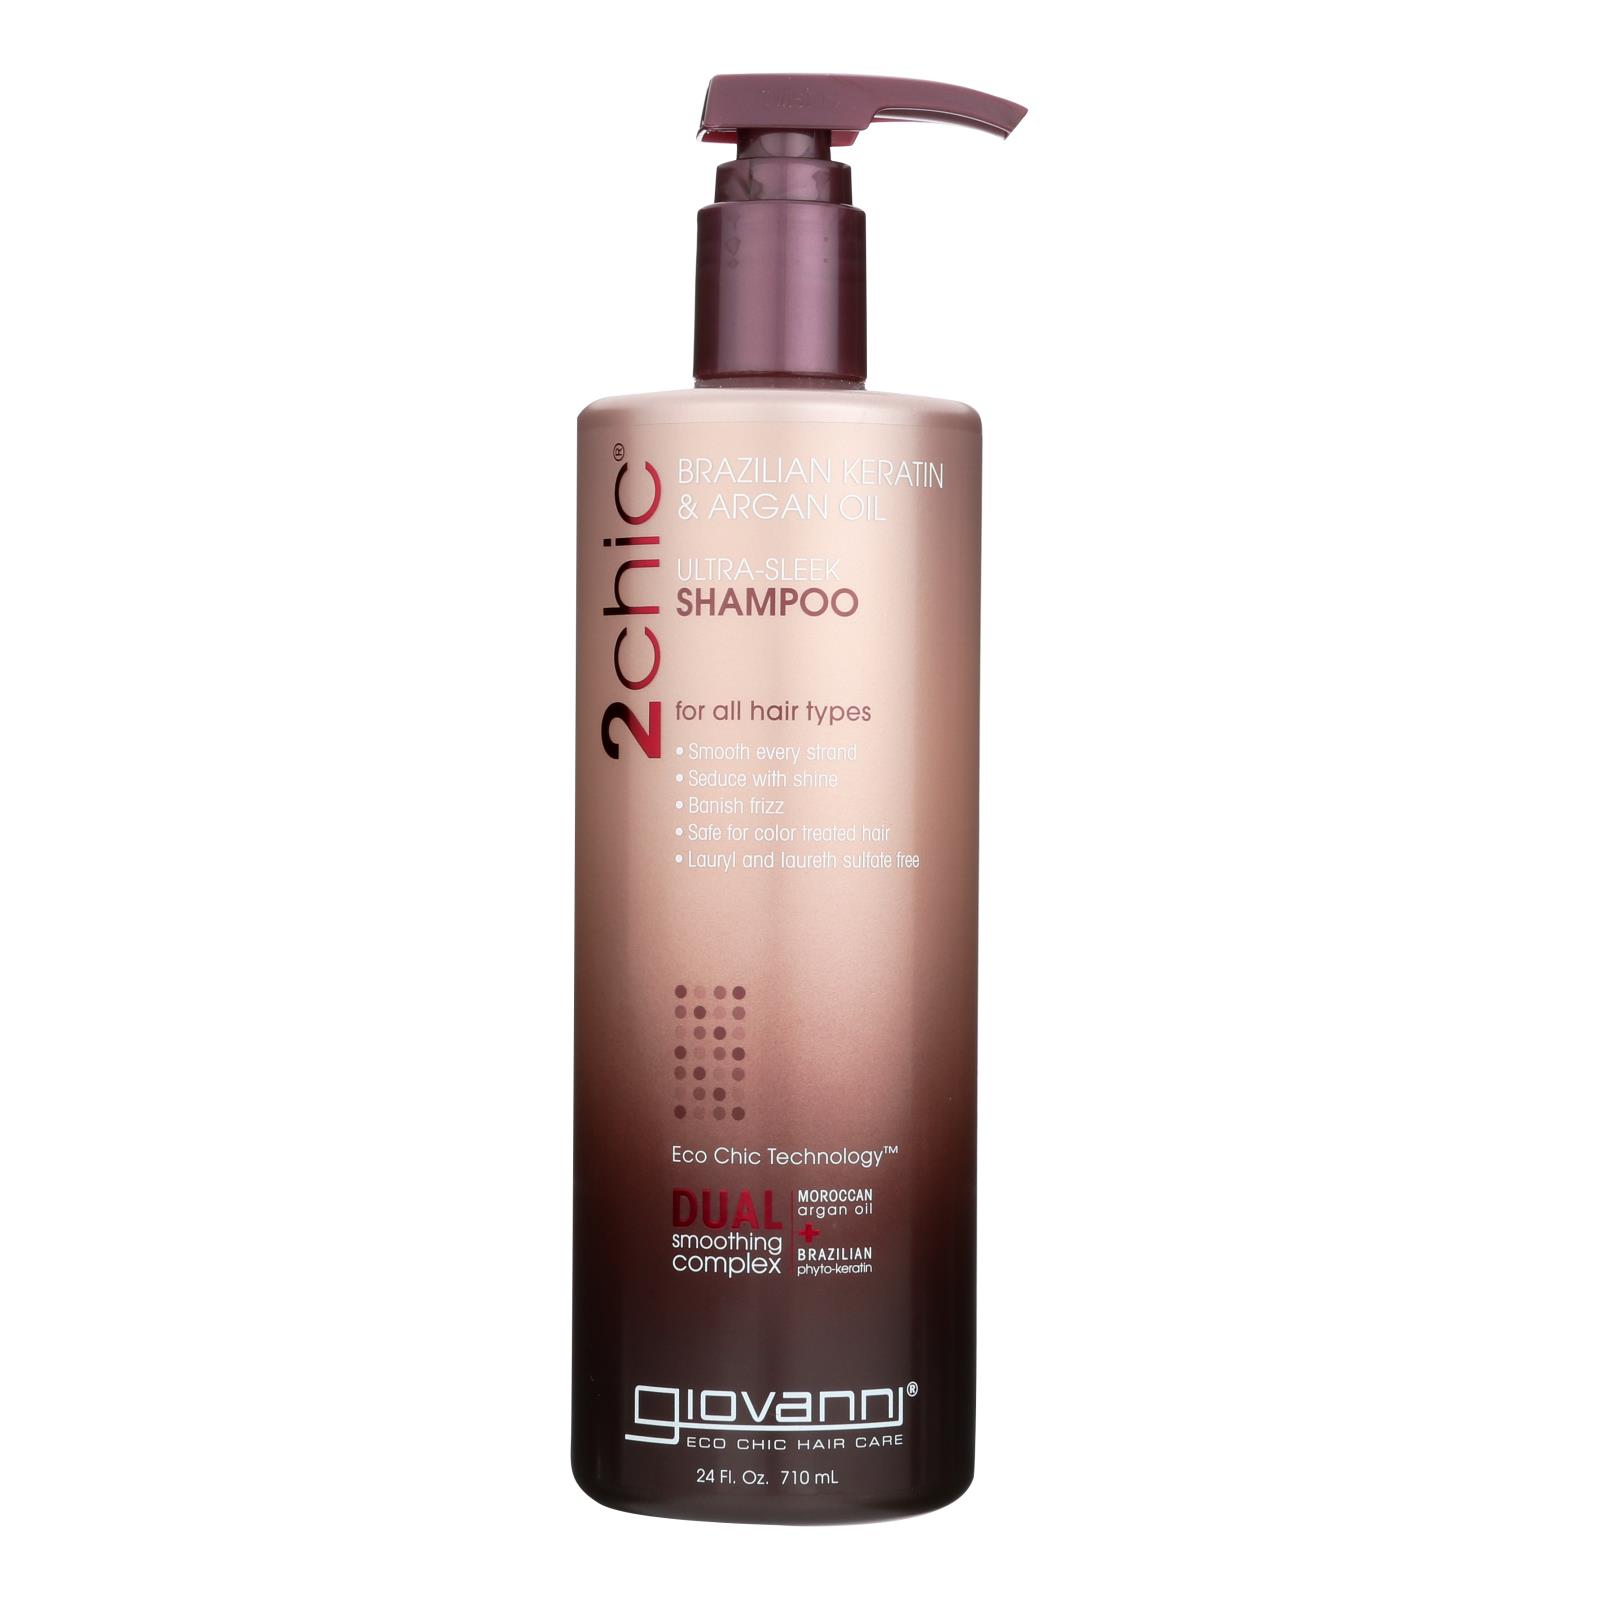 2chic®
BRAZILIAN KERATIN
& ARGAN OIL
ULTRA-SLEEK
SHAMPOO
for all hair types
• Smooth every strand
• Seduce with shine
• Banish frizz
• Safe for color treated hair
• Lauryl and laureth sulfate free
Eco Chic Technology™
DUAL
smoothing
complex
MOROCCAN
argan oil
+
BRAZILIAN
phyto-keratin
giovanni®
ECO CHIC HAIR CARE
24 Fl. Oz. 710 mL